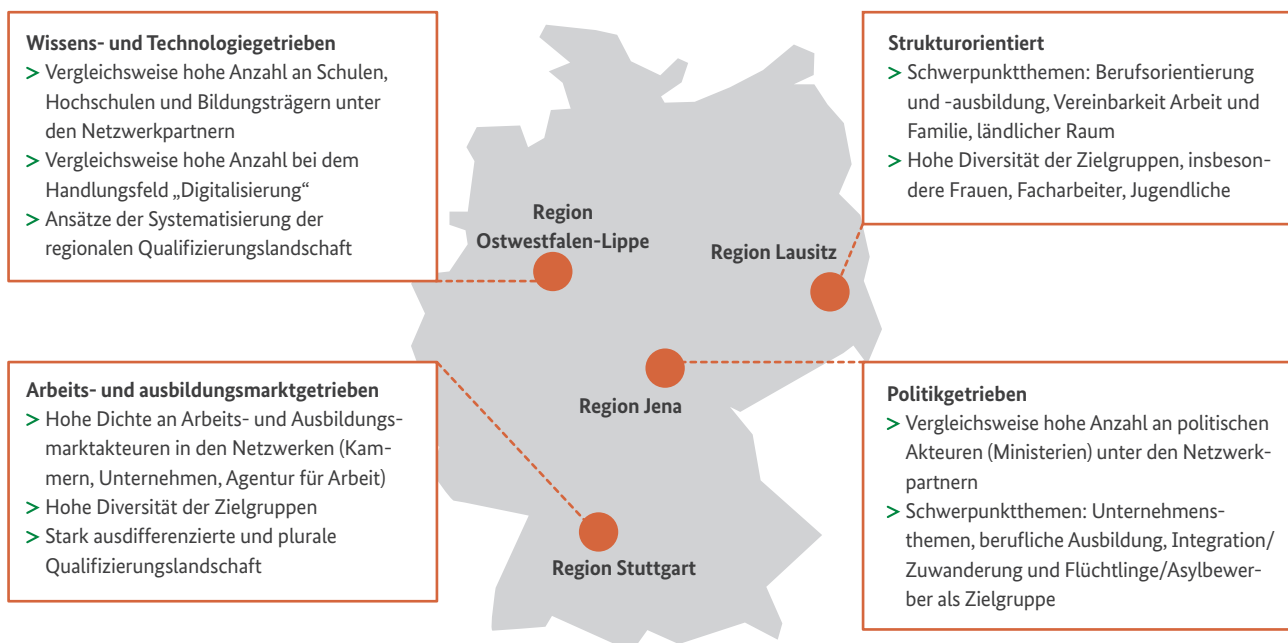 Wissens- und Technologiegetrieben
> Vergleichsweise hohe Anzahl an Schulen,
Hochschulen und Bildungsträgern unter
den Netzwerkpartnern
> Vergleichsweise hohe Anzahl bei dem
Handlungsfeld „Digitalisierung“
> Ansätze der Systematisierung der
regionalen Qualifizierungslandschaft
Strukturorientiert
> Schwerpunktthemen: Berufsorientierung
und -ausbildung, Vereinbarkeit Arbeit und
Familie, ländlicher Raum
> Hohe Diversität der Zielgruppen, insbeson-
dere Frauen, Facharbeiter, Jugendliche
Region
Ostwestfalen-Lippe
Region Lausitz
Region Jena
Region Stuttgart
Arbeits- und ausbildungsmarktgetrieben
> Hohe Dichte an Arbeits- und Ausbildungs-
marktakteuren in den Netzwerken (Kam-
mern, Unternehmen, Agentur für Arbeit)
> Hohe Diversität der Zielgruppen
> Stark ausdifferenzierte und plurale
Qualifizierungslandschaft
Politikgetrieben
> Vergleichsweise hohe Anzahl an politischen
Akteuren (Ministerien) unter den Netzwerk-
partnern
> Schwerpunktthemen: Unternehmens-
themen, berufliche Ausbildung, Integration/
Zuwanderung und Flüchtlinge/Asylbewer-
ber als Zielgruppe